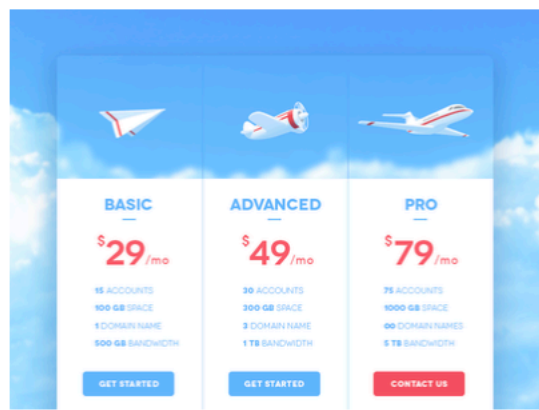 BASIC
$29/mo
15 ACCOUNTS
100 GB SPACE
1 DOMAIN NAME
500 GB BANDWIDTH
GET STARTED
ADVANCED
$49/mo
30 ACCOUNTS
300 GB SPACE
3 DOMAIN NAME
1 TB BANDWIDTH
GET STARTED
PRO
$79/mo
75 ACCOUNTS
1000 GB SPACE
∞ DOMAIN NAMES
5 TB BANDWIDTH
CONTACT US